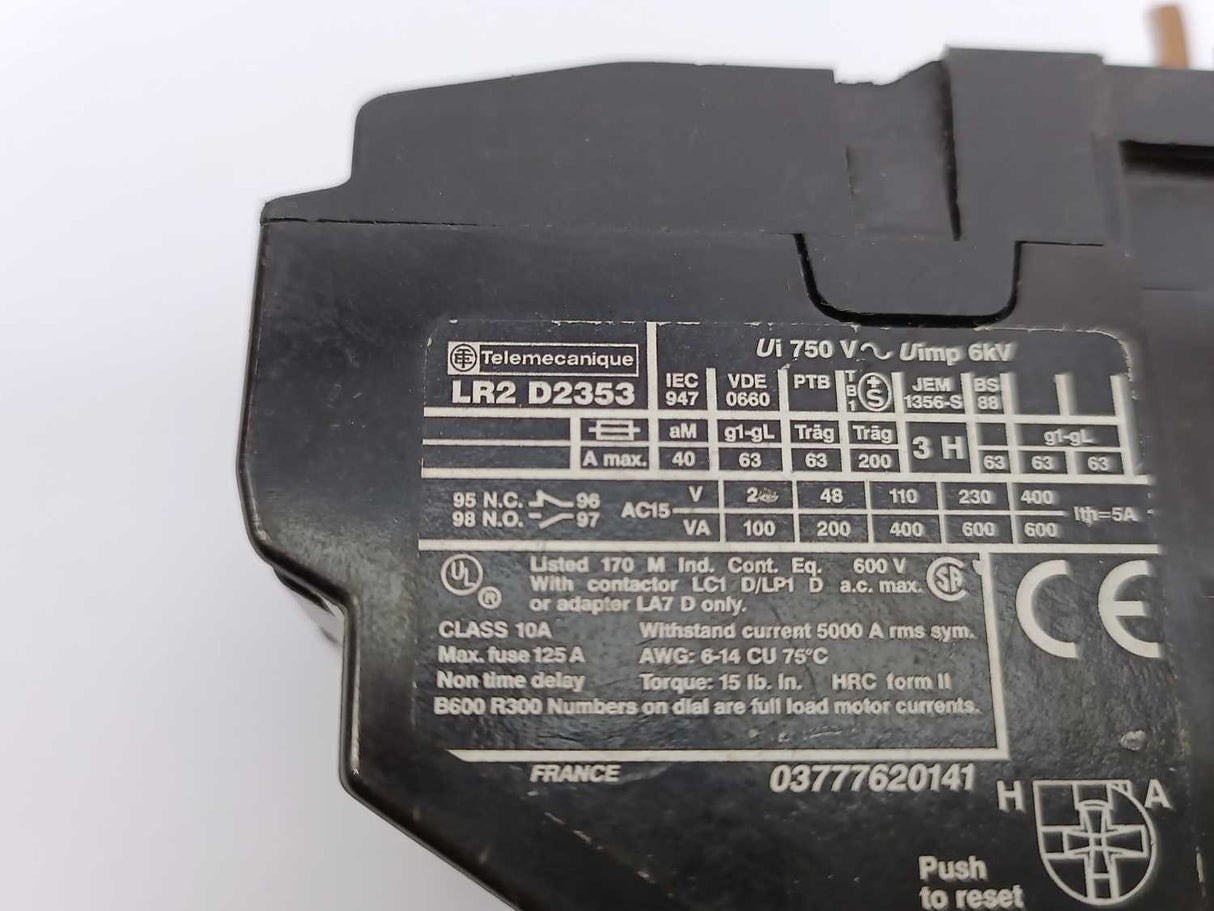 Ui 750 V∿ Uimp 6kV
Telemecanique
LR2 D2353
IEC 947 VDE 0660 PTB TB1 +S JEM 1356-S BS 88
aM g1-gL Träg Träg 3 H g1-gL
A max. 40 63 63 200 63 63 63
95 N.C. 96
98 N.O. 97
AC15
V 48 110 230 400
VA 100 200 400 600 600
Ith=5A
UL ® Listed 170 M Ind. Cont. Eq. 600 V
With contactor LC1 D/LP1 D a.c. max. SA
or adapter LA7 D only.
CLASS 10A Withstand current 5000 A rms sym.
Max. fuse 125 A AWG: 6-14 CU 75°C
Non time delay Torque: 15 lb. In. HRC form II
B600 R300 Numbers on dial are full load motor currents.
CE
FRANCE 03777620141
H A
H
Push
to reset